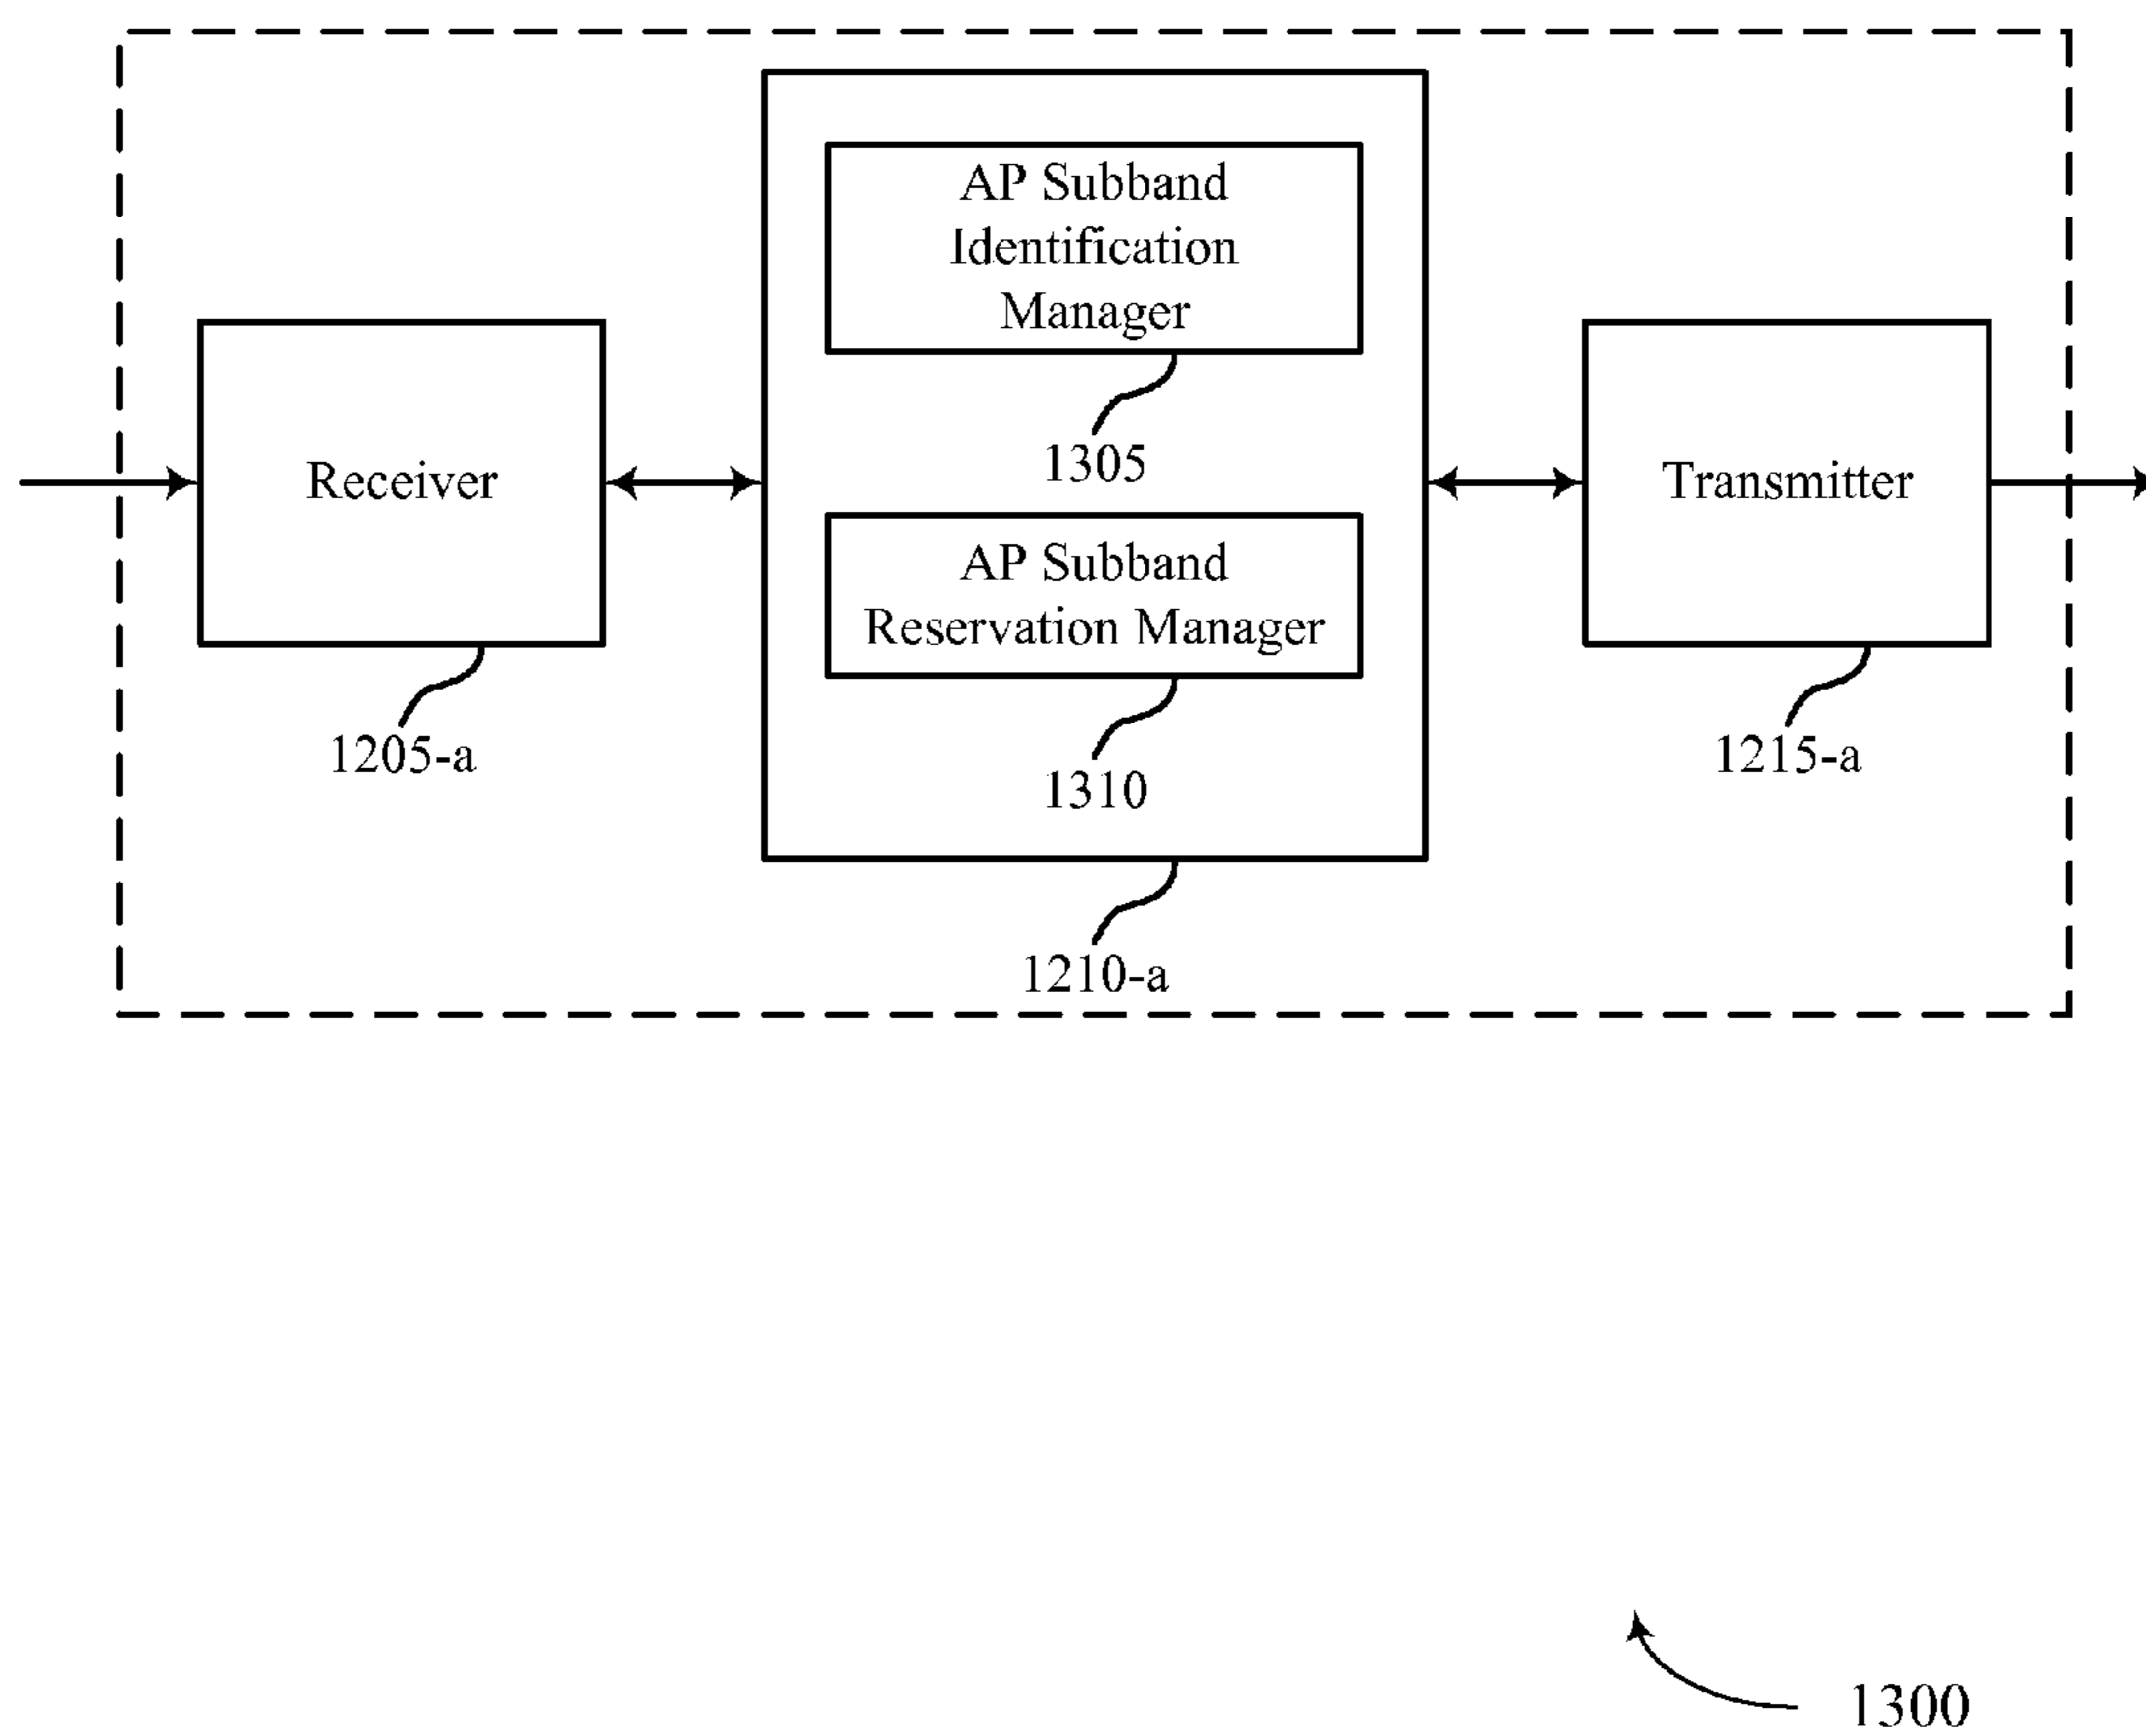 AP Subband
Identification
Manager
1305
Receiver
1205-a
AP Subband
Reservation Manager
1310
1210-a
Transmitter
1215-a
1300